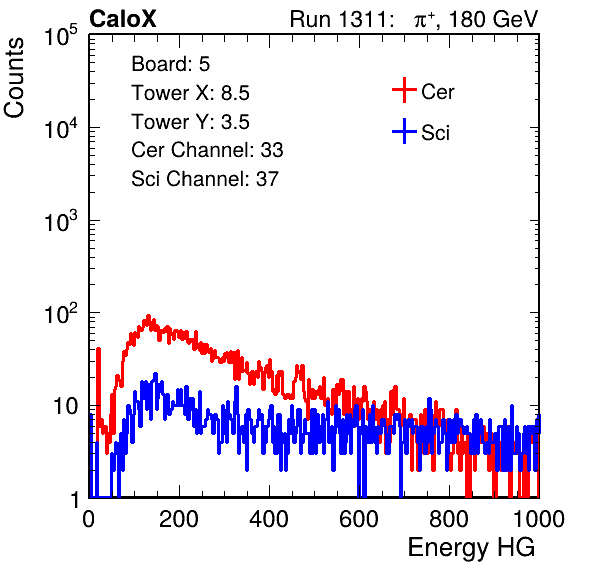 CaloX Run 1311: π⁺, 180 GeV
Board: 5
Tower X: 8.5
Tower Y: 3.5
Cer Channel: 33
Sci Channel: 37
Cer
Sci
Counts
10⁵
10⁴
10³
10²
10
1
0 200 400 600 800 1000
Energy HG